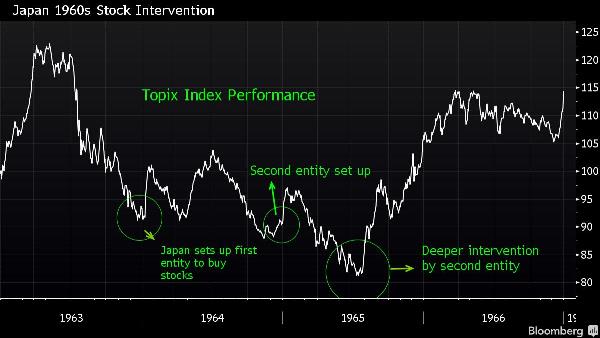 Japan 1960s Stock Intervention
125
Topix Index Performance
120
115
110
105
Second entity set up
100
95
90
Japan sets up first
entity to buy
stocks
Deeper intervention
by second entity
85
80
1963
1964
1965
1966
19
Bloomberg